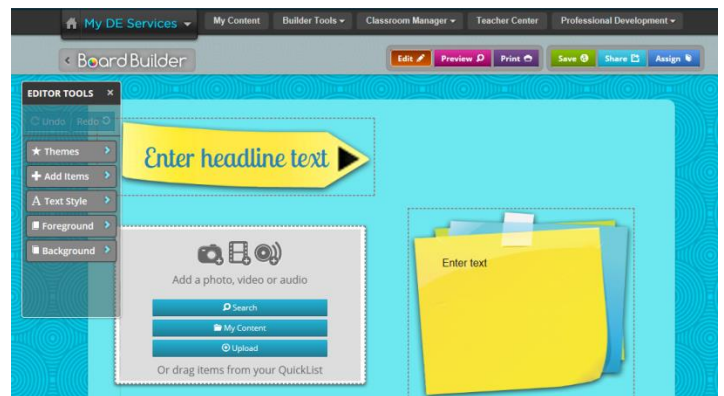 My DE Services
My Content
Builder Tools
Classroom Manager
Teacher Center
Professional Development
BoardBuilder
Edit
Preview
Print
Save
Share
Assign
EDITOR TOOLS ×
Undo
Redo
Themes
Add Items
A Text Style
Foreground
Background
Enter headline text
Add a photo, video or audio
Search
My Content
Upload
Or drag items from your QuickList
Enter text